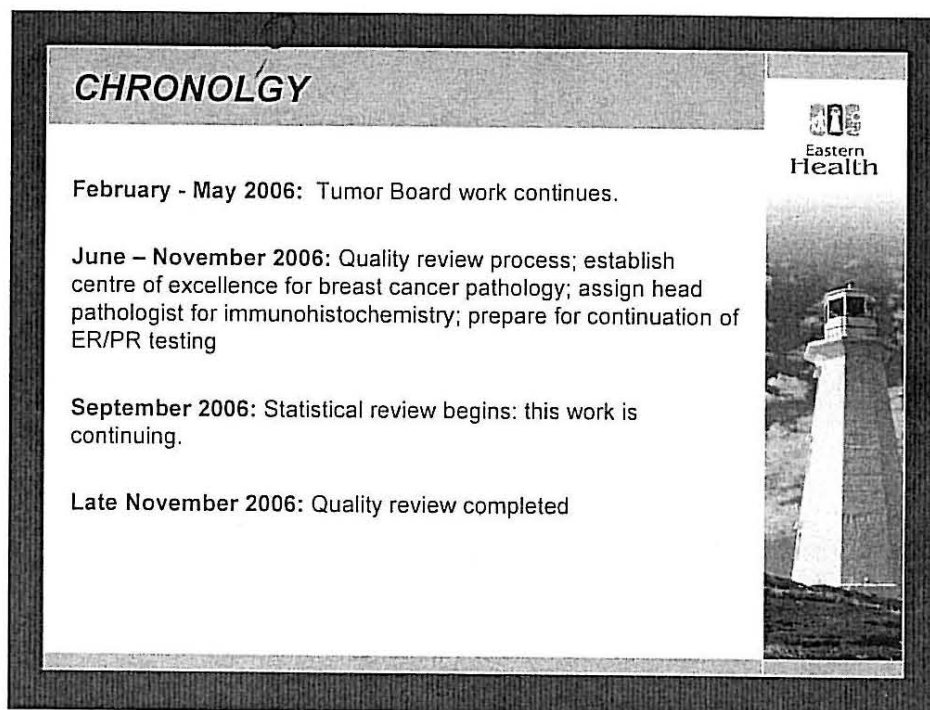 CHRONOLGY
Eastern
Health
February - May 2006: Tumor Board work continues.
June – November 2006: Quality review process; establish
centre of excellence for breast cancer pathology; assign head
pathologist for immunohistochemistry; prepare for continuation of
ER/PR testing
September 2006: Statistical review begins: this work is
continuing.
Late November 2006: Quality review completed